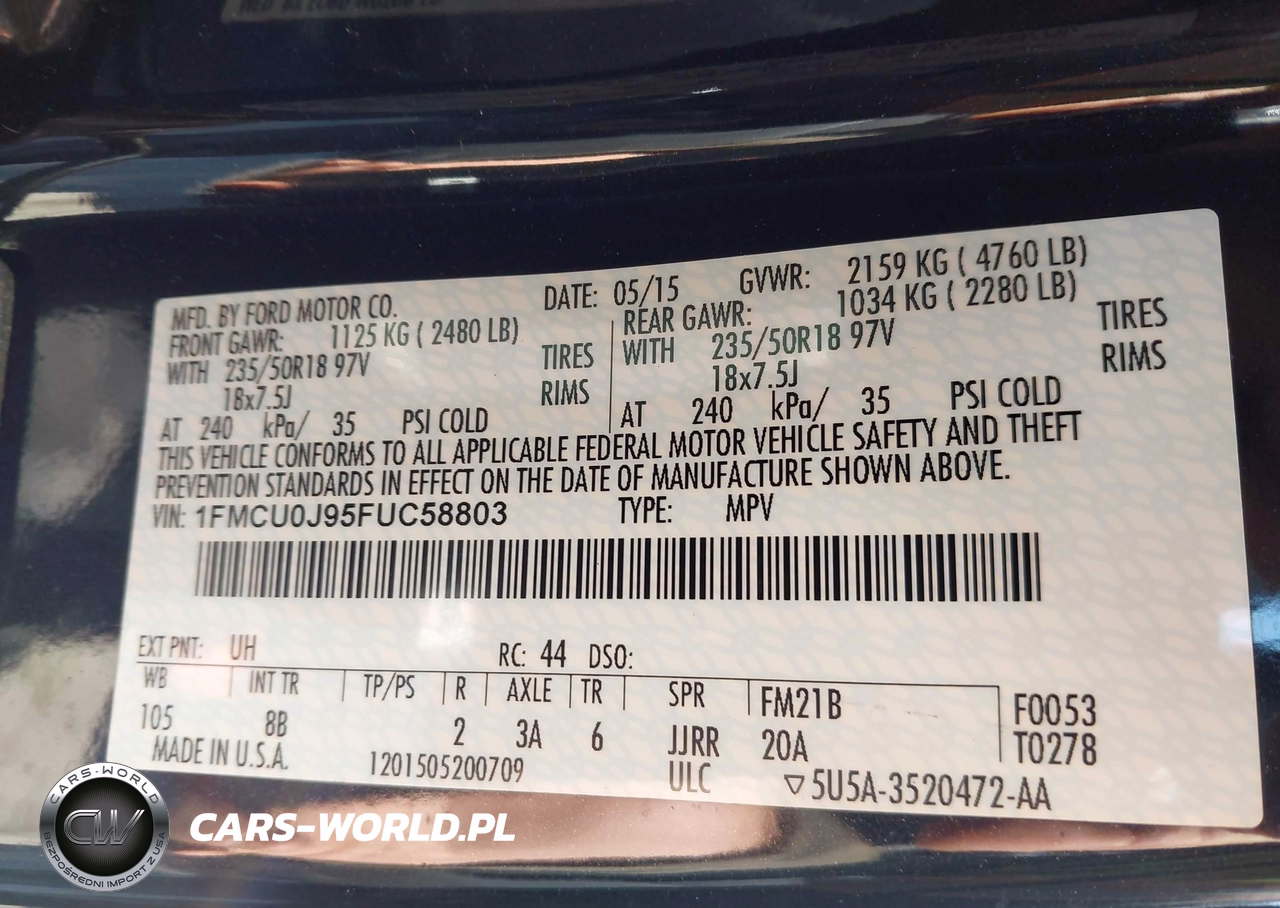 MFD. BY FORD MOTOR CO. DATE: 05/15 GVWR: 2159 KG ( 4760 LB)
FRONT GAWR: 1125 KG ( 2480 LB) REAR GAWR: 1034 KG ( 2280 LB)
WITH 235/50R18 97V TIRES WITH 235/50R18 97V TIRES
18x7.5J RIMS 18x7.5J RIMS
AT 240 kPa/ 35 PSI COLD AT 240 kPa/ 35 PSI COLD
THIS VEHICLE CONFORMS TO ALL APPLICABLE FEDERAL MOTOR VEHICLE SAFETY AND THEFT
PREVENTION STANDARDS IN EFFECT ON THE DATE OF MANUFACTURE SHOWN ABOVE.
VIN: 1FMCU0J95FUC58803 TYPE: MPV
EXT PNT: UH RC: 44 DSO:
WB INT TR TP/PS R AXLE TR SPR FM21B F0053
105 8B 2 3A 6 JJRR 20A T0278
MADE IN U.S.A. 1201505200709 ULC ▽5U5A-3520472-AA
CARS-WORLD
CW
BEZPOŚREDNI IMPORT Z USA
CARS-WORLD.PL